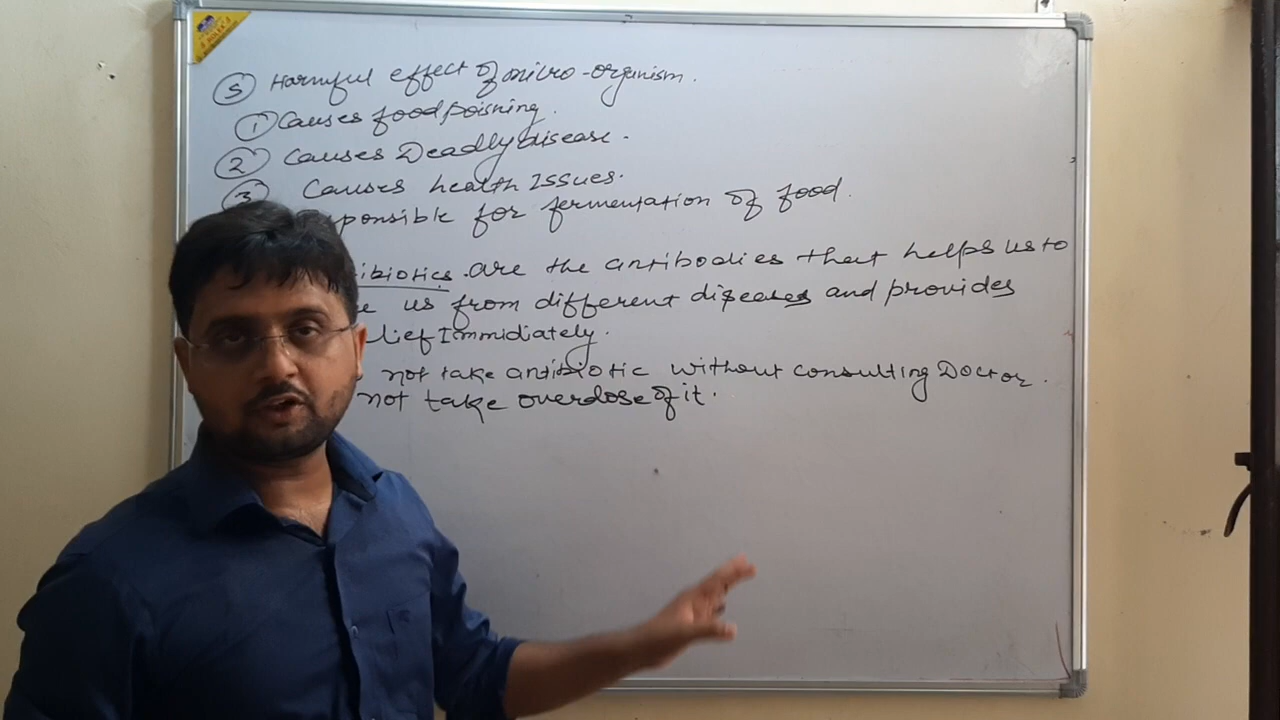 5 Harmful effect of micro-organism.
1 Causes food poisning.
2 Causes Deadly disease.
3 Causes health Issues.
sponsible for fermentation of food.
ibiotics are the antibodies that helps us to
e us from different diseases and provides
lief Immidiately.
not take antibiotic without consulting Doctor.
not take overdose of it.